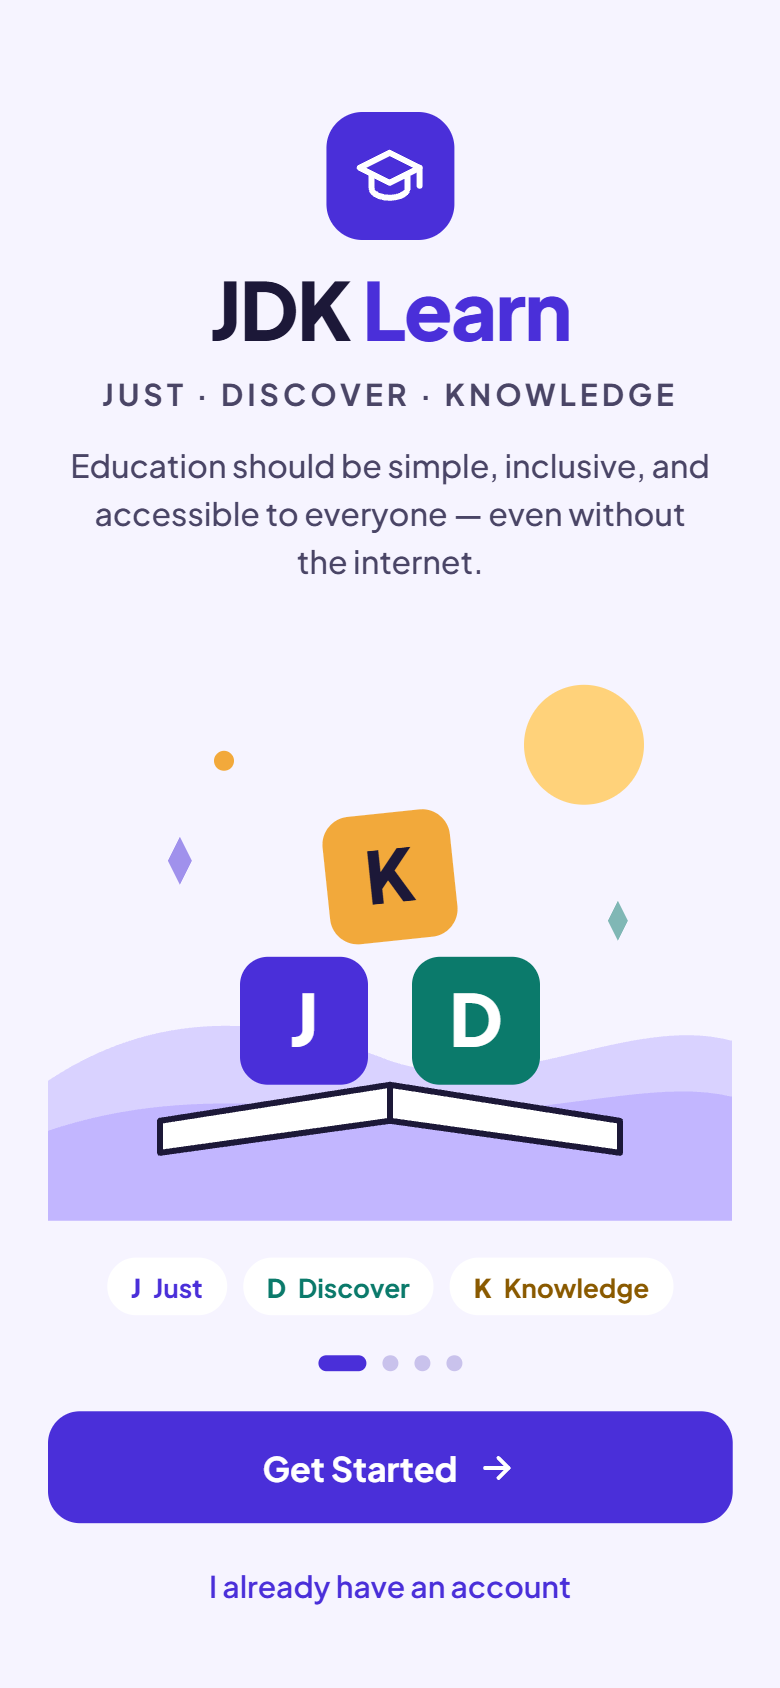 JDK Learn
JUST · DISCOVER · KNOWLEDGE
Education should be simple, inclusive, and
accessible to everyone — even without
the internet.
K
J D
J Just D Discover K Knowledge
Get Started →
I already have an account